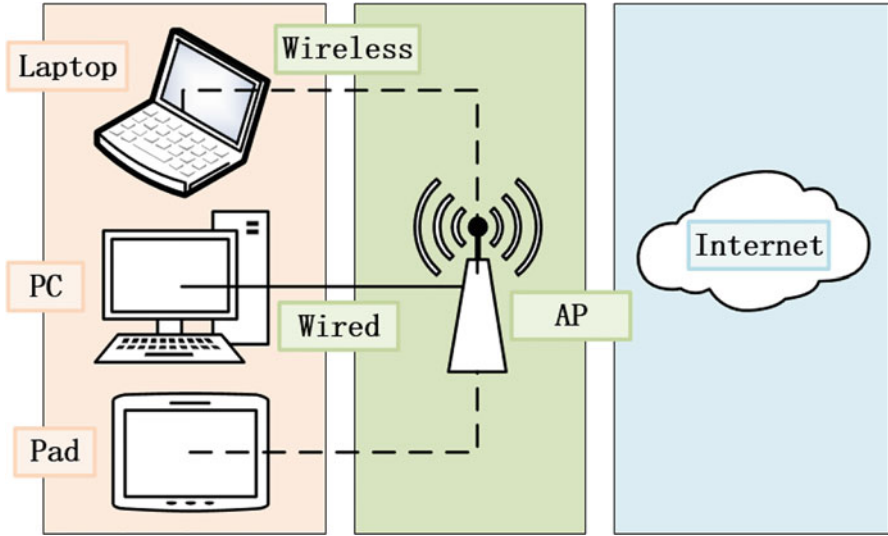 Laptop
Wireless
PC
Wired
AP
Internet
Pad